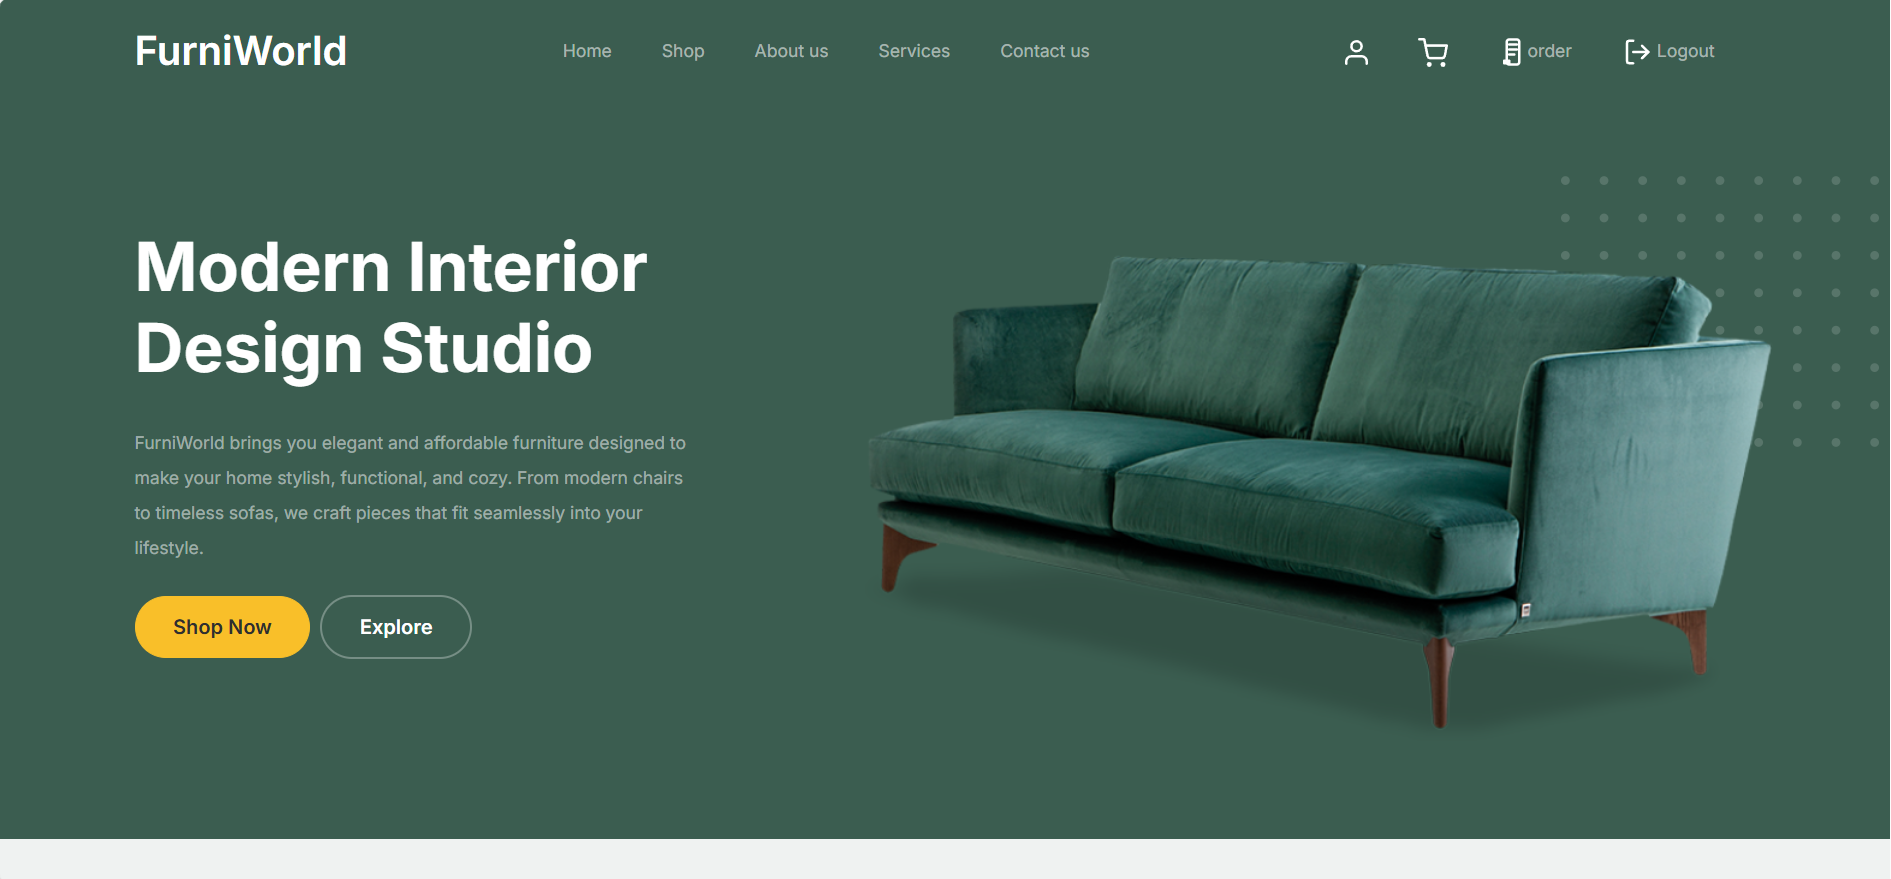 FurniWorld
Home
Shop
About us
Services
Contact us
order
Logout
Modern Interior
Design Studio
FurniWorld brings you elegant and affordable furniture designed to
make your home stylish, functional, and cozy. From modern chairs
to timeless sofas, we craft pieces that fit seamlessly into your
lifestyle.
Shop Now
Explore